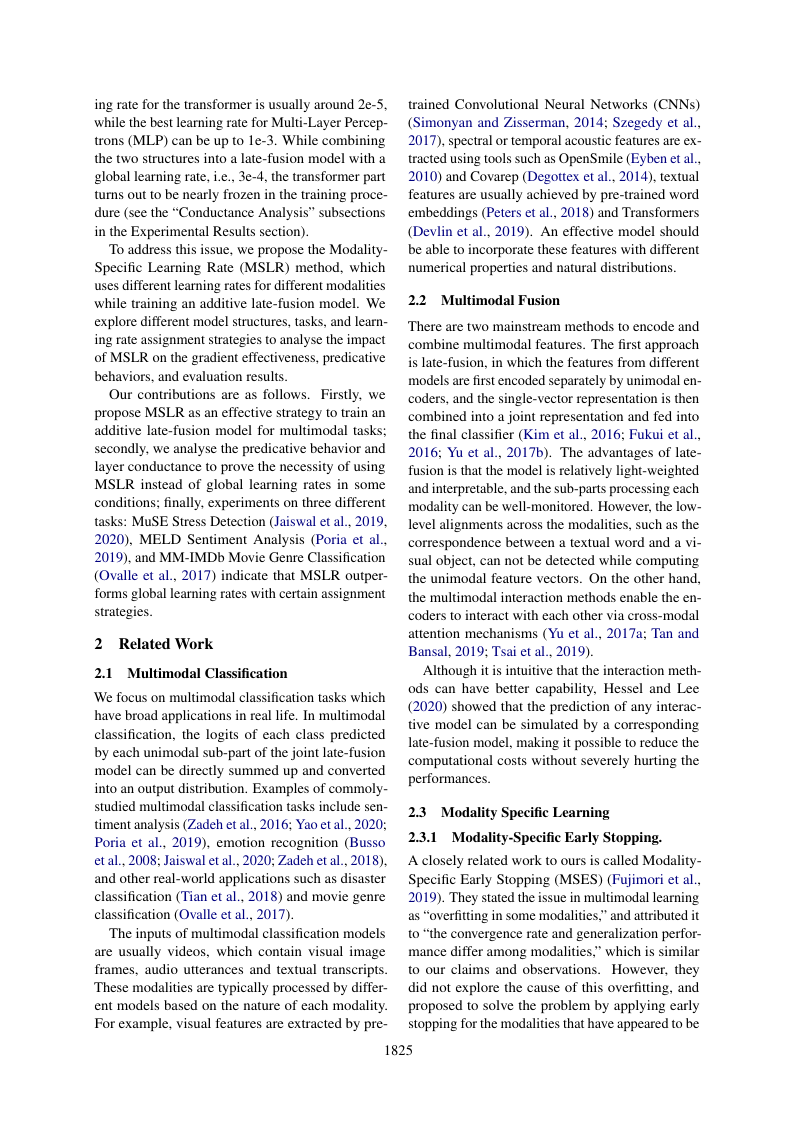 ing rate for the transformer is usually around 2e-5,
while the best learning rate for Multi-Layer Percep-
trons (MLP) can be up to 1e-3. While combining
the two structures into a late-fusion model with a
global learning rate, i.e., 3e-4, the transformer part
turns out to be nearly frozen in the training proce-
dure (see the “Conductance Analysis” subsections
in the Experimental Results section).
To address this issue, we propose the Modality-
Specific Learning Rate (MSLR) method, which
uses different learning rates for different modalities
while training an additive late-fusion model. We
explore different model structures, tasks, and learn-
ing rate assignment strategies to analyse the impact
of MSLR on the gradient effectiveness, predicative
behaviors, and evaluation results.
Our contributions are as follows. Firstly, we
propose MSLR as an effective strategy to train an
additive late-fusion model for multimodal tasks;
secondly, we analyse the predicative behavior and
layer conductance to prove the necessity of using
MSLR instead of global learning rates in some
conditions; finally, experiments on three different
tasks: MuSE Stress Detection (Jaiswal et al., 2019,
2020), MELD Sentiment Analysis (Poria et al.,
2019), and MM-IMDb Movie Genre Classification
(Ovalle et al., 2017) indicate that MSLR outper-
forms global learning rates with certain assignment
strategies.
2 Related Work
2.1 Multimodal Classification
We focus on multimodal classification tasks which
have broad applications in real life. In multimodal
classification, the logits of each class predicted
by each unimodal sub-part of the joint late-fusion
model can be directly summed up and converted
into an output distribution. Examples of commoly-
studied multimodal classification tasks include sen-
timent analysis (Zadeh et al., 2016; Yao et al., 2020;
Poria et al., 2019), emotion recognition (Busso
et al., 2008; Jaiswal et al., 2020; Zadeh et al., 2018),
and other real-world applications such as disaster
classification (Tian et al., 2018) and movie genre
classification (Ovalle et al., 2017).
The inputs of multimodal classification models
are usually videos, which contain visual image
frames, audio utterances and textual transcripts.
These modalities are typically processed by differ-
ent models based on the nature of each modality.
For example, visual features are extracted by pre-
trained Convolutional Neural Networks (CNNs)
(Simonyan and Zisserman, 2014; Szegedy et al.,
2017), spectral or temporal acoustic features are ex-
tracted using tools such as OpenSmile (Eyben et al.,
2010) and Covarep (Degottex et al., 2014), textual
features are usually achieved by pre-trained word
embeddings (Peters et al., 2018) and Transformers
(Devlin et al., 2019). An effective model should
be able to incorporate these features with different
numerical properties and natural distributions.
2.2 Multimodal Fusion
There are two mainstream methods to encode and
combine multimodal features. The first approach
is late-fusion, in which the features from different
models are first encoded separately by unimodal en-
coders, and the single-vector representation is then
combined into a joint representation and fed into
the final classifier (Kim et al., 2016; Fukui et al.,
2016; Yu et al., 2017b). The advantages of late-
fusion is that the model is relatively light-weighted
and interpretable, and the sub-parts processing each
modality can be well-monitored. However, the low-
level alignments across the modalities, such as the
correspondence between a textual word and a vi-
sual object, can not be detected while computing
the unimodal feature vectors. On the other hand,
the multimodal interaction methods enable the en-
coders to interact with each other via cross-modal
attention mechanisms (Yu et al., 2017a; Tan and
Bansal, 2019; Tsai et al., 2019).
Although it is intuitive that the interaction meth-
ods can have better capability, Hessel and Lee
(2020) showed that the prediction of any interac-
tive model can be simulated by a corresponding
late-fusion model, making it possible to reduce the
computational costs without severely hurting the
performances.
2.3 Modality Specific Learning
2.3.1 Modality-Specific Early Stopping.
A closely related work to ours is called Modality-
Specific Early Stopping (MSES) (Fujimori et al.,
2019). They stated the issue in multimodal learning
as “overfitting in some modalities,” and attributed it
to “the convergence rate and generalization perfor-
mance differ among modalities,” which is similar
to our claims and observations. However, they
did not explore the cause of this overfitting, and
proposed to solve the problem by applying early
stopping for the modalities that have appeared to be
1825